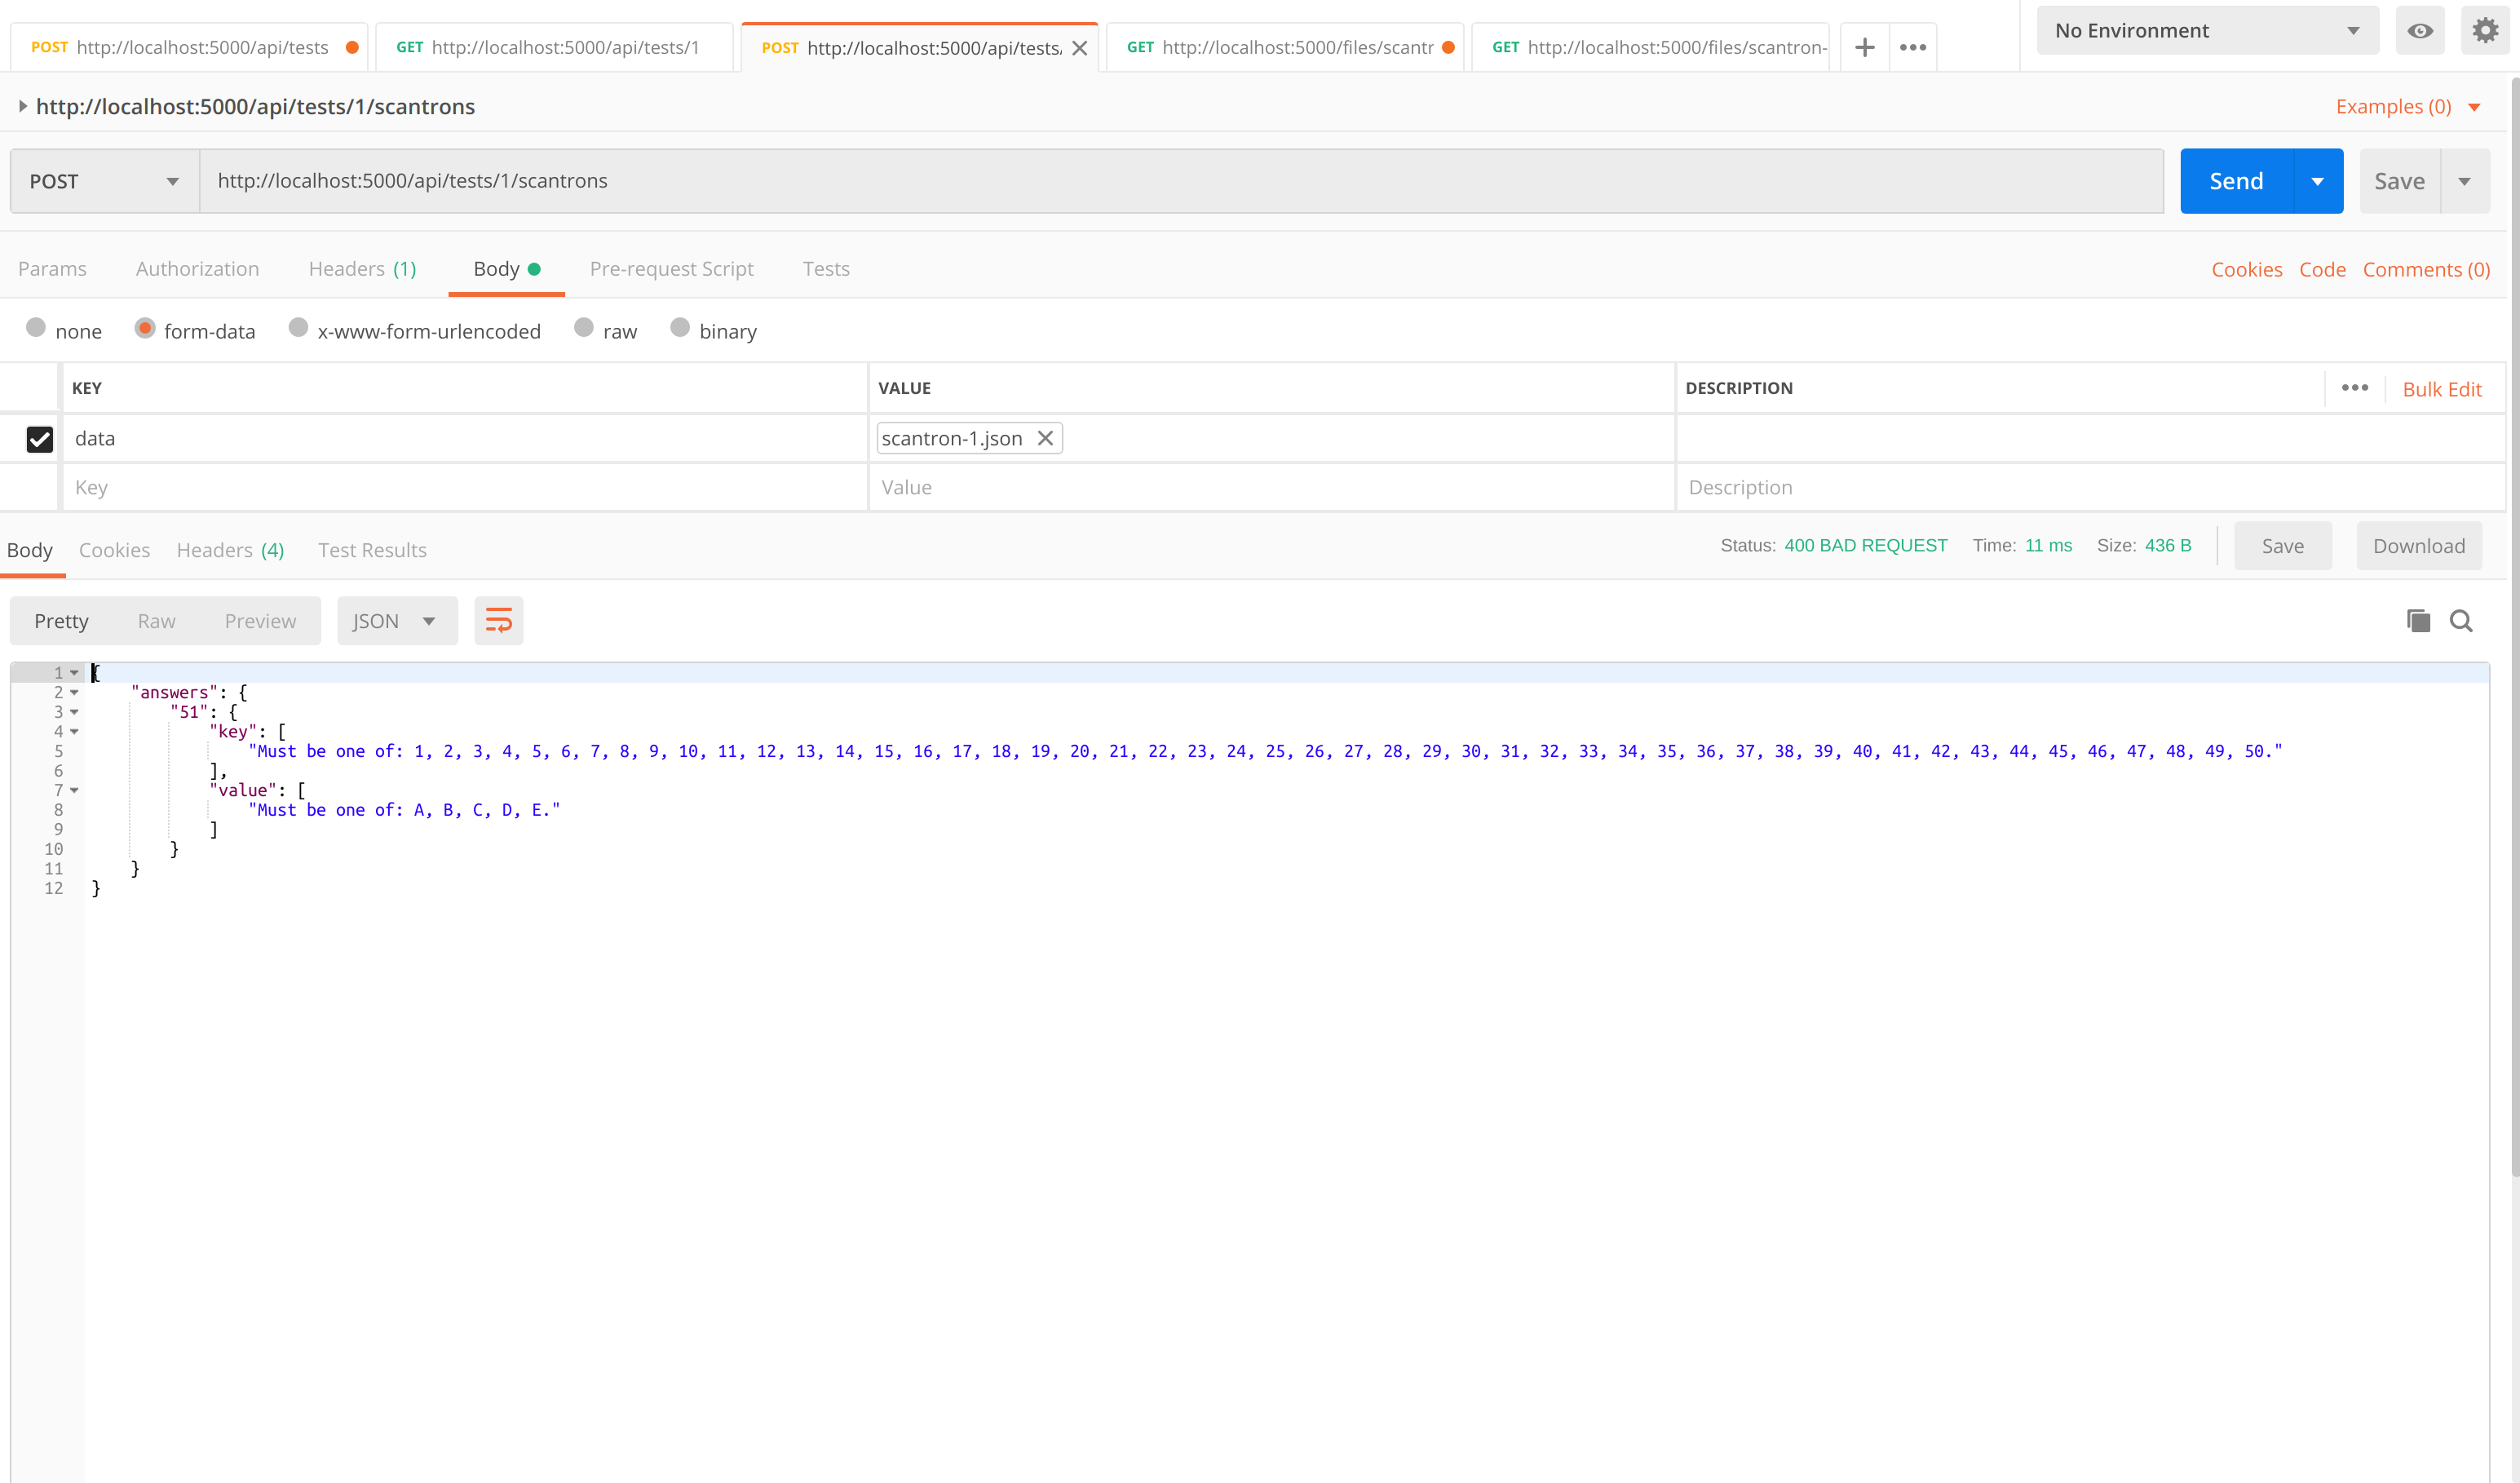 POST http://localhost:5000/api/tests GET http://localhost:5000/api/tests/1 POST http://localhost:5000/api/tests/ GET http://localhost:5000/files/scantr GET http://localhost:5000/files/scantron- No Environment
http://localhost:5000/api/tests/1/scantrons Examples (0)
POST http://localhost:5000/api/tests/1/scantrons Send Save
Params Authorization Headers (1) Body Pre-request Script Tests Cookies Code Comments (0)
none form-data x-www-form-urlencoded raw binary
KEY VALUE DESCRIPTION Bulk Edit
data scantron-1.json
Key Value Description
Body Cookies Headers (4) Test Results Status: 400 BAD REQUEST Time: 11 ms Size: 436 B Save Download
Pretty Raw Preview JSON
1 {
2 "answers": {
3 "51": {
4 "key": [
5 "Must be one of: 1, 2, 3, 4, 5, 6, 7, 8, 9, 10, 11, 12, 13, 14, 15, 16, 17, 18, 19, 20, 21, 22, 23, 24, 25, 26, 27, 28, 29, 30, 31, 32, 33, 34, 35, 36, 37, 38, 39, 40, 41, 42, 43, 44, 45, 46, 47, 48, 49, 50."
6 ],
7 "value": [
8 "Must be one of: A, B, C, D, E."
9 ]
10 }
11 }
12 }